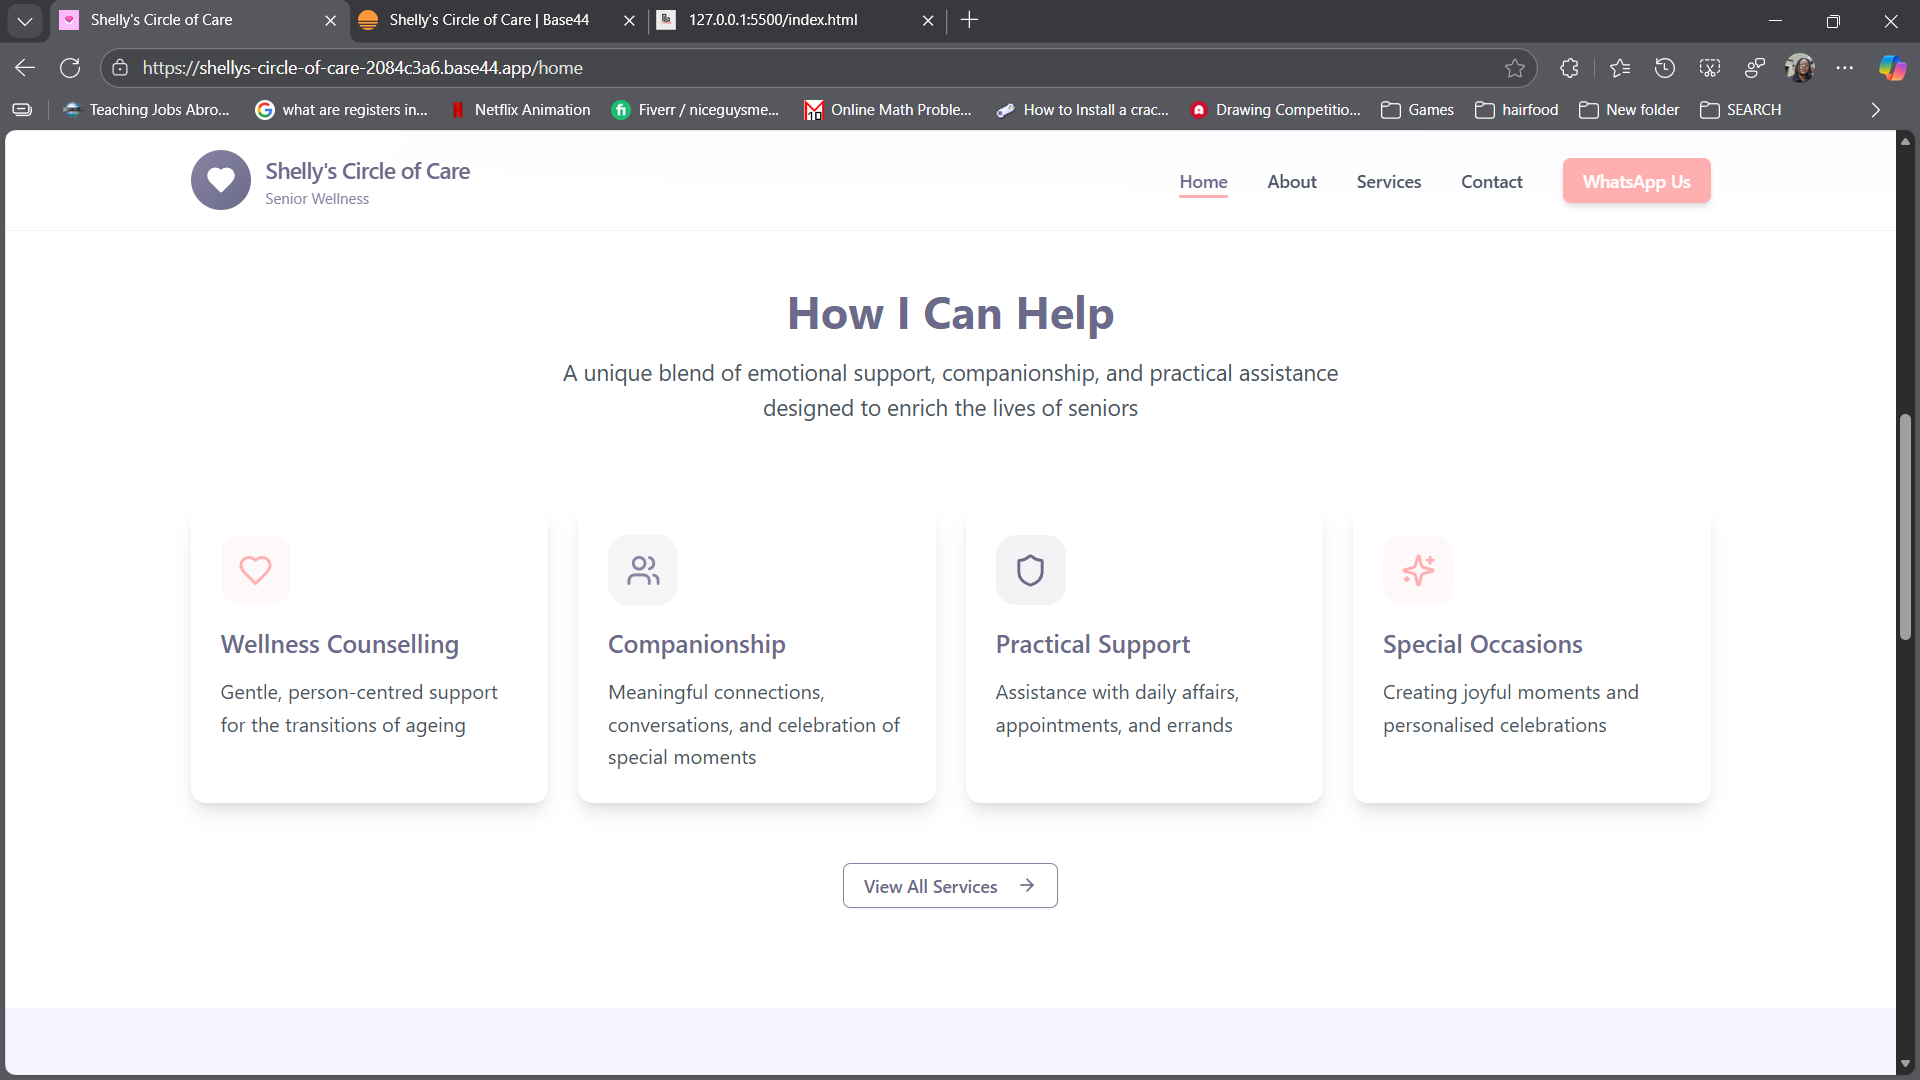 Shelly's Circle of Care
Shelly's Circle of Care | Base44
127.0.0.1:5500/index.html
https://shellys-circle-of-care-2084c3a6.base44.app/home
Teaching Jobs Abro...
what are registers in...
Netflix Animation
Fiverr / niceguysme...
Online Math Proble...
How to Install a crac...
Drawing Competitio...
Games
hairfood
New folder
SEARCH
Shelly's Circle of Care
Senior Wellness
Home
About
Services
Contact
WhatsApp Us
How I Can Help
A unique blend of emotional support, companionship, and practical assistance
designed to enrich the lives of seniors
Wellness Counselling
Gentle, person-centred support
for the transitions of ageing
Companionship
Meaningful connections,
conversations, and celebration of
special moments
Practical Support
Assistance with daily affairs,
appointments, and errands
Special Occasions
Creating joyful moments and
personalised celebrations
View All Services